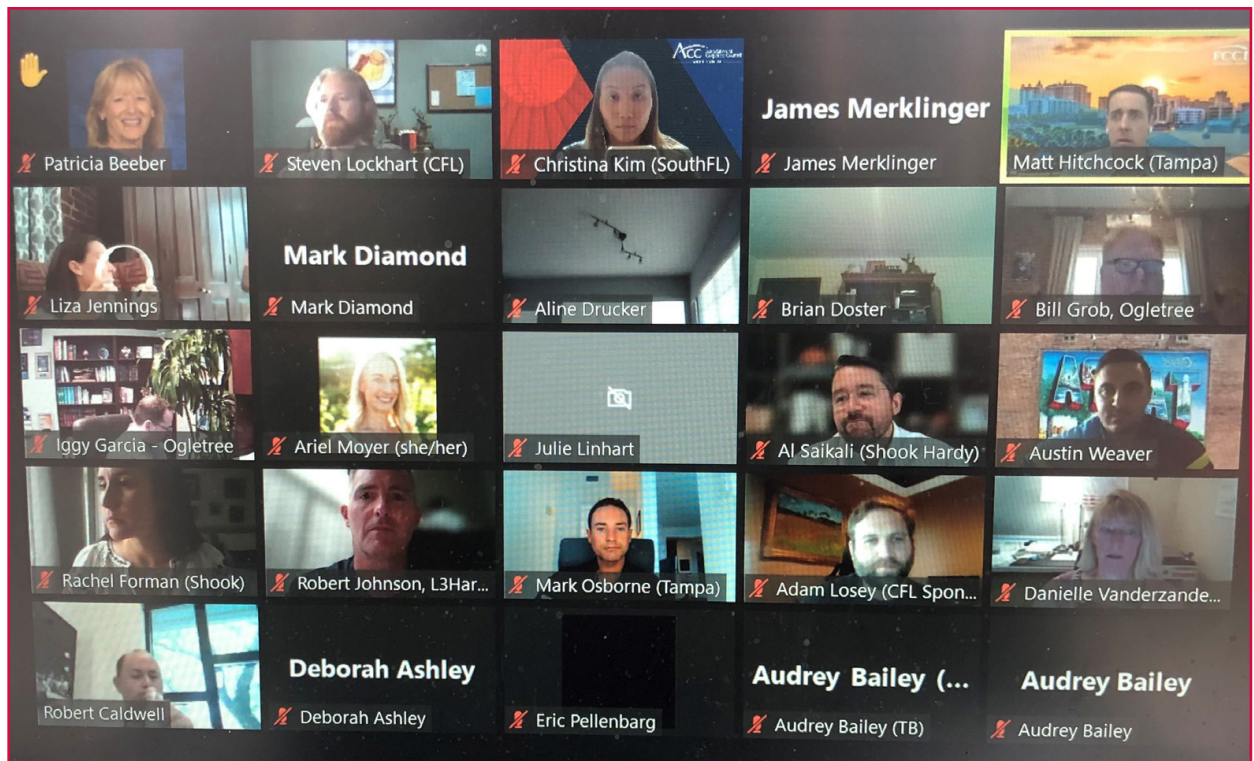 Patricia Beeber
Steven Lockhart (CFL)
ACC
Christina Kim (SouthFL)
James Merklinger
James Merklinger
FCCI
Matt Hitchcock (Tampa)
Liza Jennings
Mark Diamond
Mark Diamond
Aline Drucker
Brian Doster
Bill Grob, Ogletree
Iggy Garcia - Ogletree
Ariel Moyer (she/her)
Julie Linhart
Al Saikali (Shook Hardy)
Austin Weaver
Rachel Forman (Shook)
Robert Johnson, L3Har...
Mark Osborne (Tampa)
Adam Losey (CFL Spon...
Danielle Vanderzande...
Robert Caldwell
Deborah Ashley
Deborah Ashley
Eric Pellenbarg
Audrey Bailey (...
Audrey Bailey (TB)
Audrey Bailey
Audrey Bailey